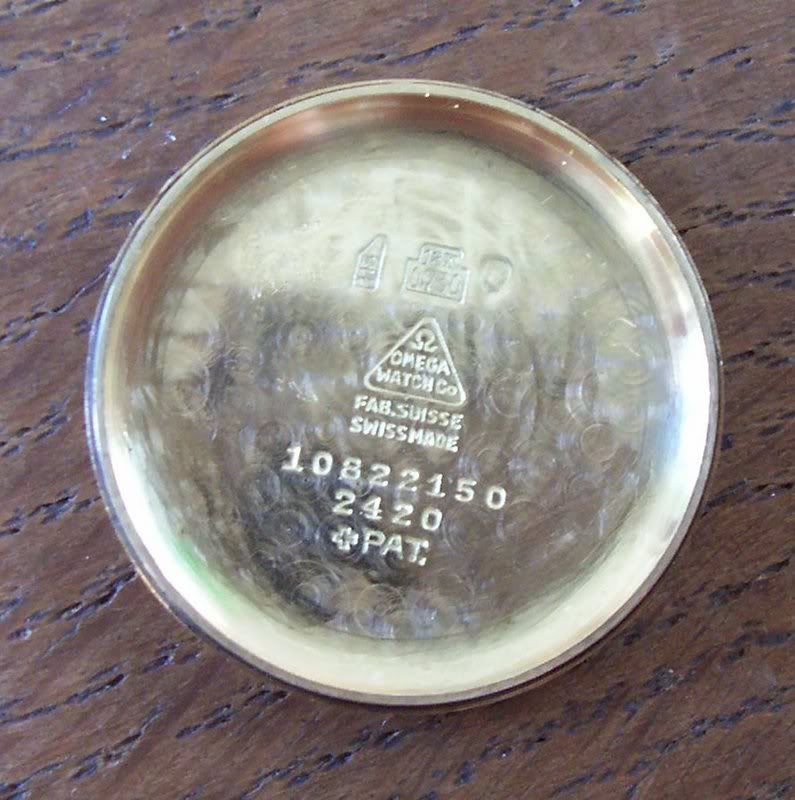 Ω
OMEGA
WATCH Co
FAB. SUISSE
SWISS MADE
10822150
2420
✚PAT.